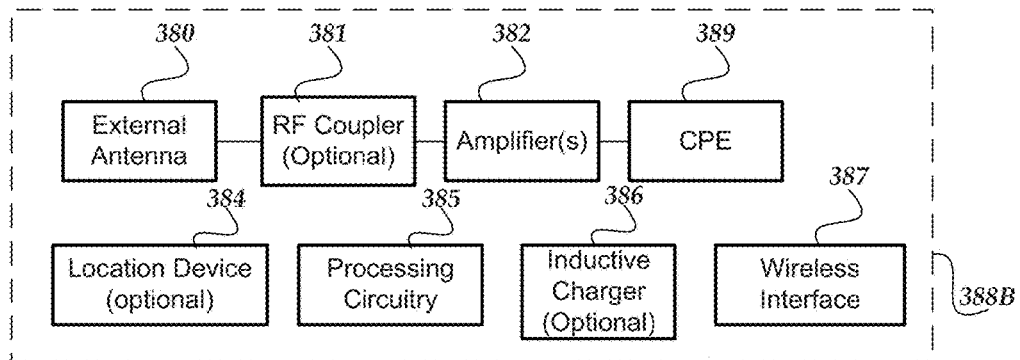 380
381
382
389
External
Antenna
RF Coupler
(Optional)
Amplifier(s)
CPE
384
385
386
387
Location Device
(optional)
Processing
Circuitry
Inductive
Charger
(Optional)
Wireless
Interface
388B